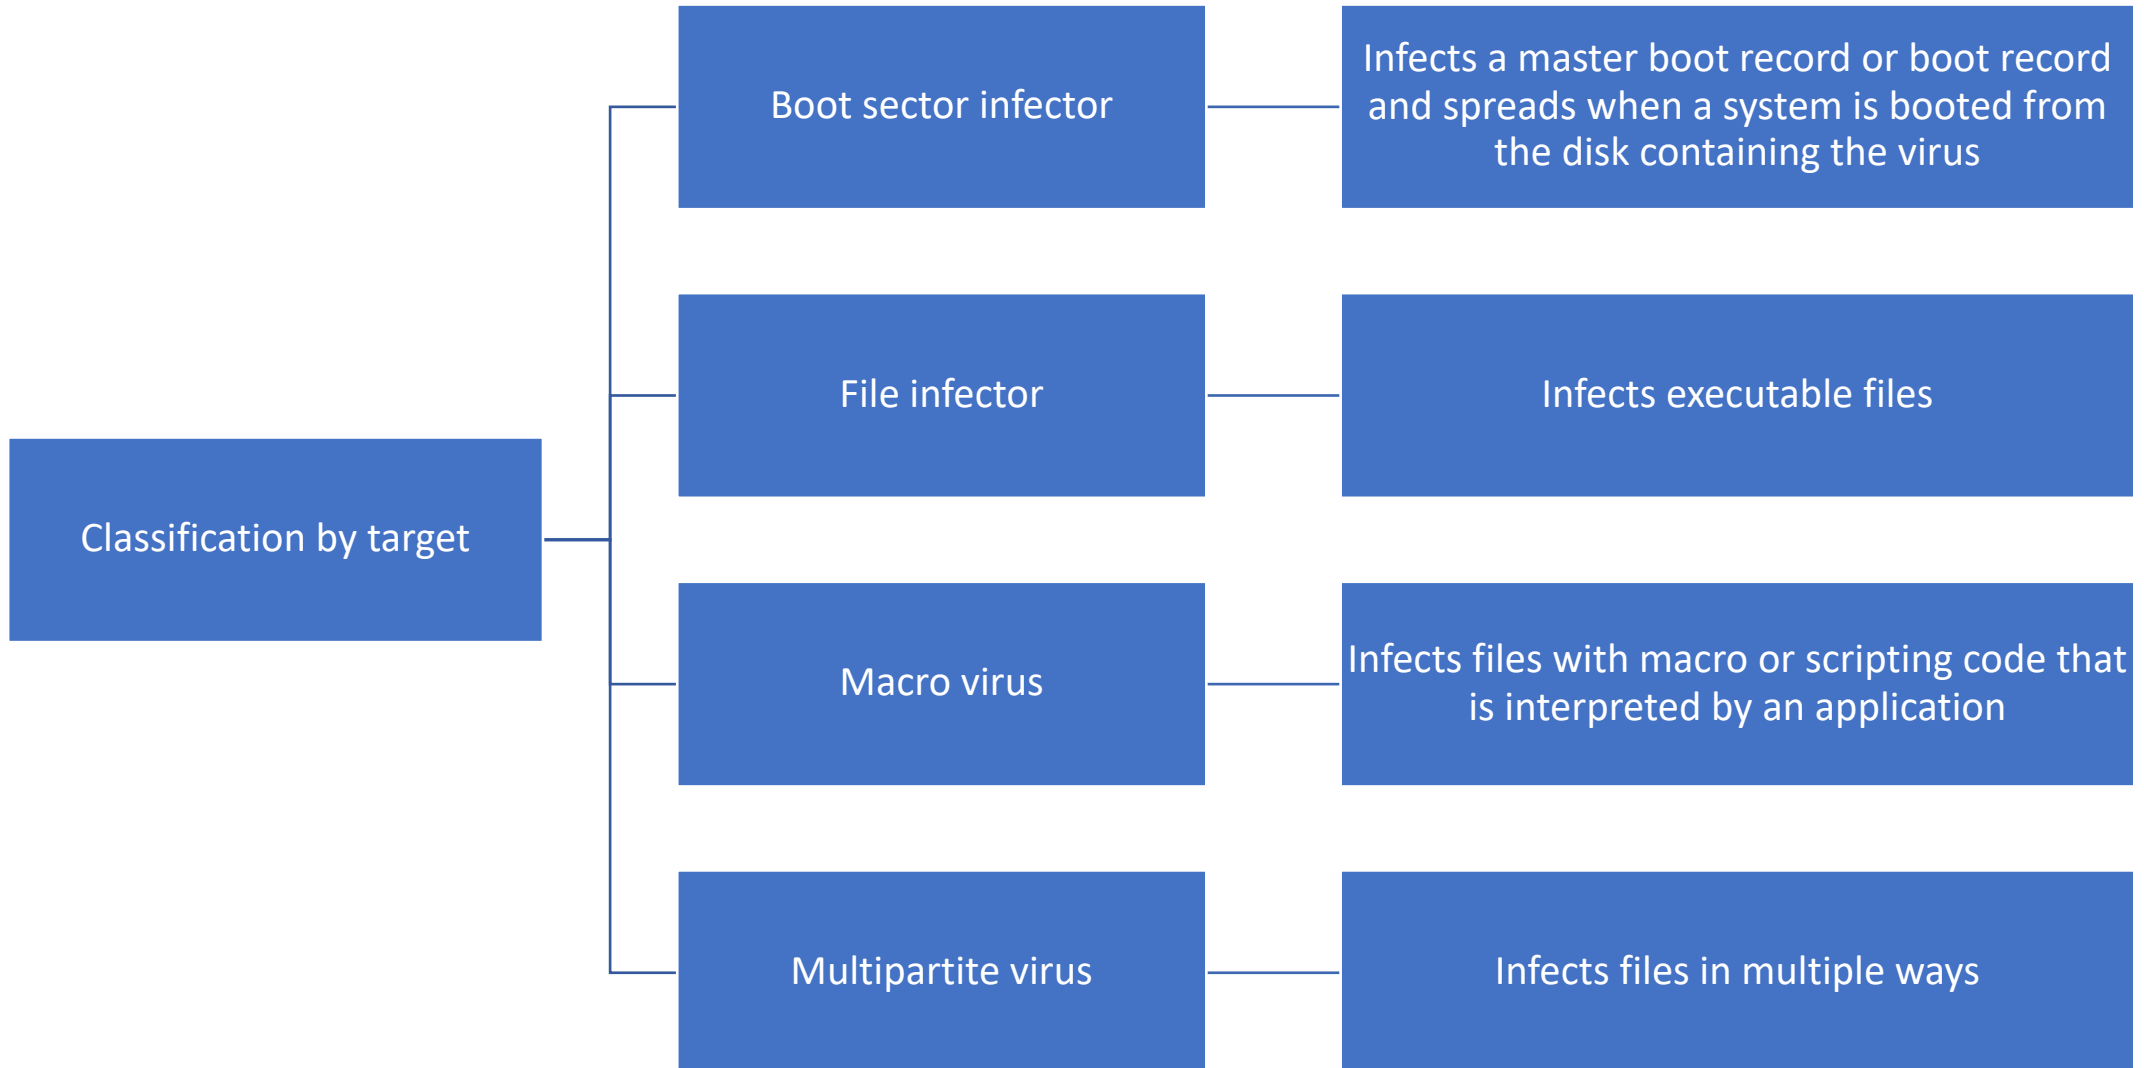 Classification by target
Boot sector infector
Infects a master boot record or boot record
and spreads when a system is booted from
the disk containing the virus
File infector
Infects executable files
Macro virus
Infects files with macro or scripting code that
is interpreted by an application
Multipartite virus
Infects files in multiple ways